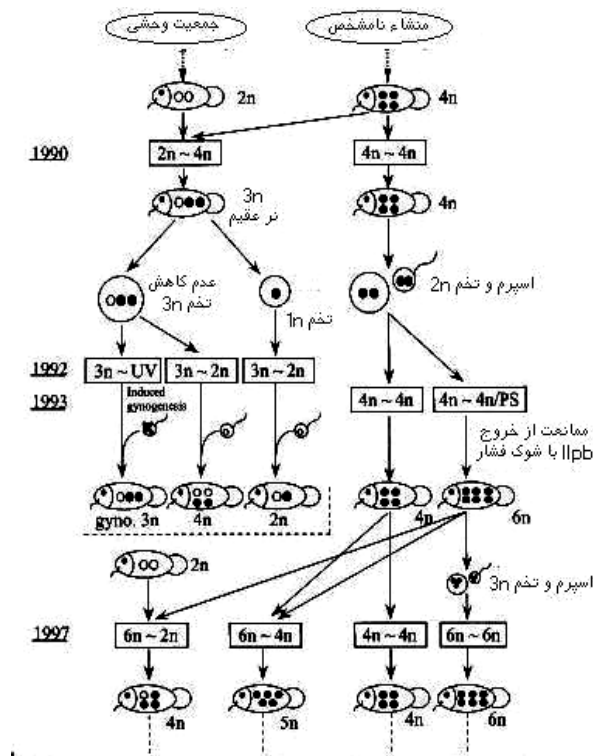 جمعیت وحشی
منشاء نامشخص
2n
4n
1990
2n ~ 4n
4n ~ 4n
3n
نر عقیم
4n
عدم کاهش
تخم 3n
تخم 1n
اسپرم و تخم 2n
1992
3n ~ UV
3n ~ 2n
3n ~ 2n
1993
Induced
gynogenesis
4n ~ 4n
4n ~ 4n/PS
ممانعت از خروج
IIpb با شوک فشار
gyno. 3n
4n
2n
4n
6n
2n
اسپرم و تخم 3n
1997
6n ~ 2n
6n ~ 4n
4n ~ 4n
6n ~ 6n
4n
5n
4n
6n